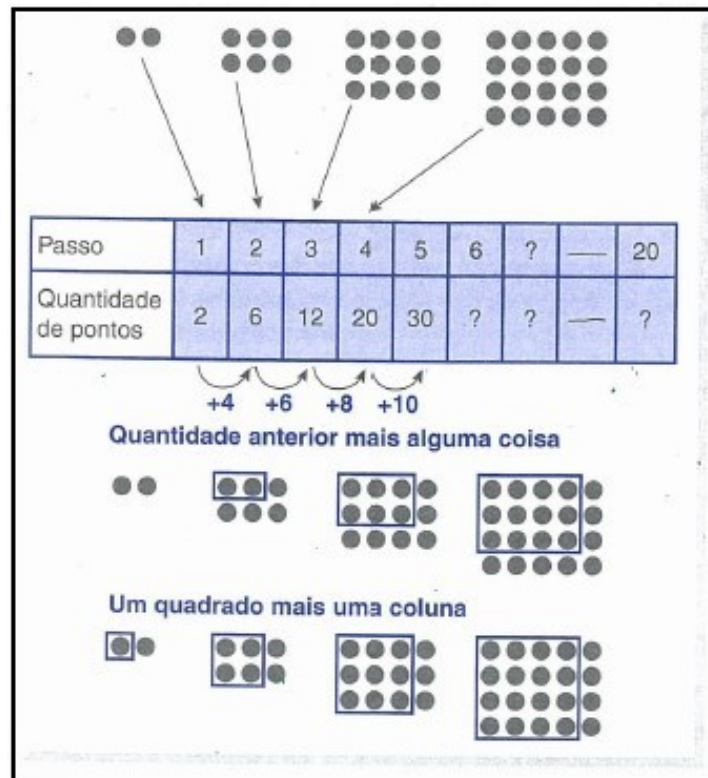 Passo 1 2 3 4 5 6 ? — 20
Quantidade
de pontos 2 6 12 20 30 ? ? — ?
+4 +6 +8 +10
Quantidade anterior mais alguma coisa
Um quadrado mais uma coluna